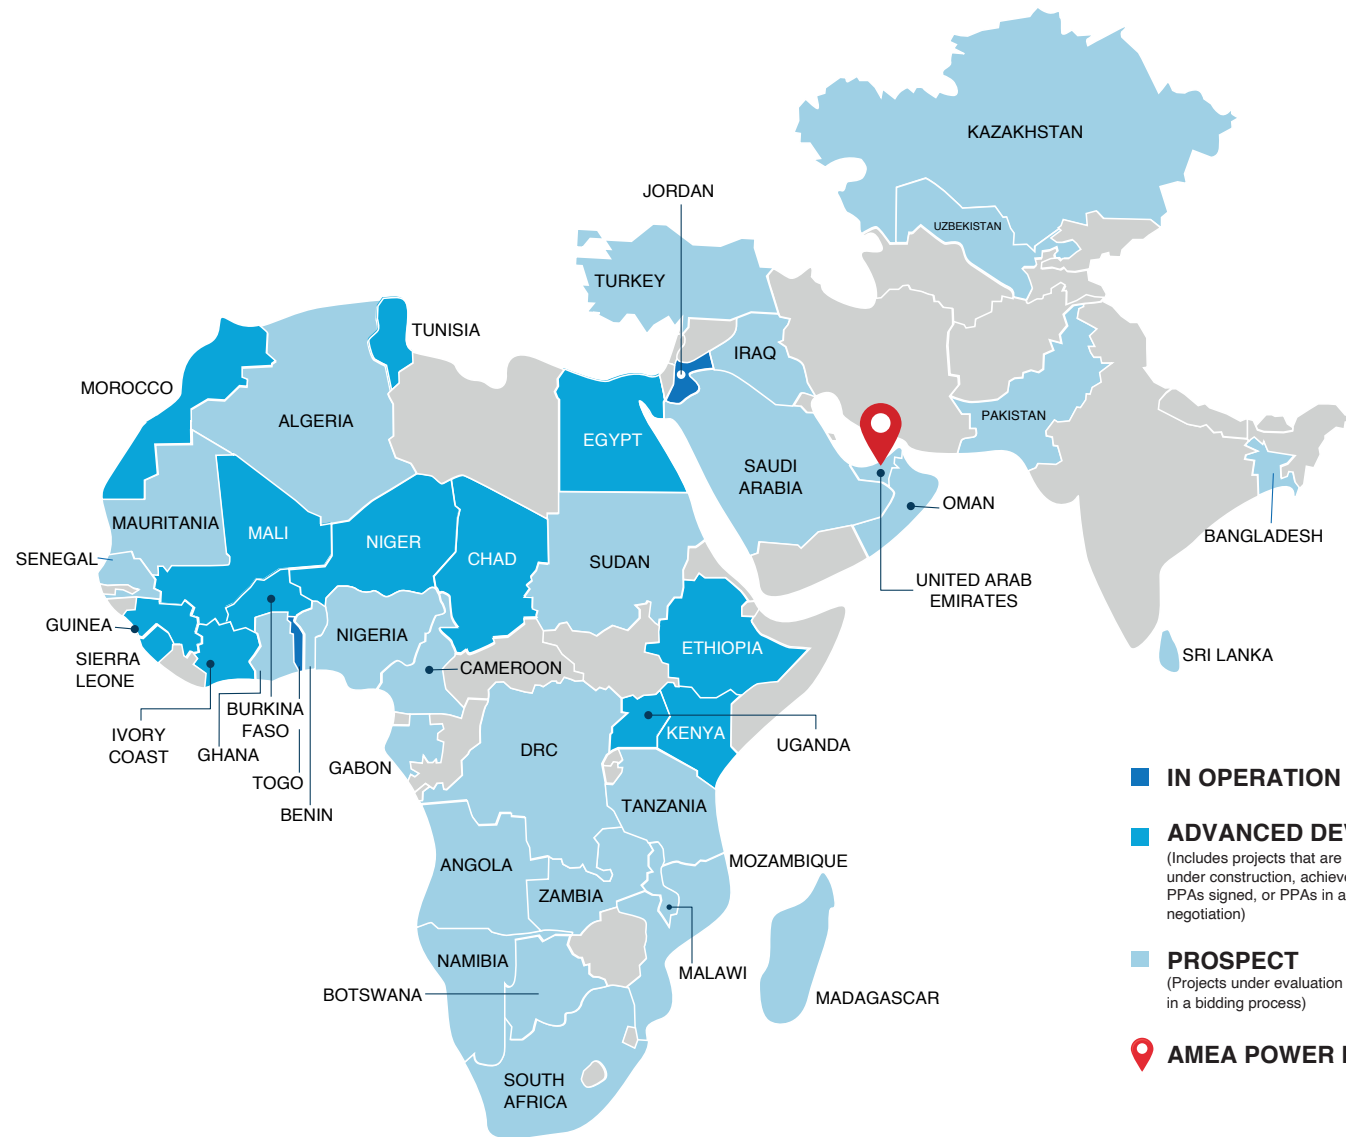 KAZAKHSTAN
JORDAN
UZBEKISTAN
TURKEY
TUNISIA
IRAQ
MOROCCO
PAKISTAN
ALGERIA
EGYPT
SAUDI
ARABIA
OMAN
MAURITANIA
MALI
NIGER
CHAD
SUDAN
BANGLADESH
SENEGAL
UNITED ARAB
EMIRATES
GUINEA
NIGERIA
ETHIOPIA
SIERRA
LEONE
CAMEROON
SRI LANKA
BURKINA
FASO
IVORY
COAST
GHANA
KENYA
UGANDA
DRC
GABON
TOGO
BENIN
TANZANIA
IN OPERATION
ADVANCED DE
(Includes projects that are
under construction, achieve
PPAs signed, or PPAs in a
negotiation)
ANGOLA
MOZAMBIQUE
ZAMBIA
NAMIBIA
MALAWI
BOTSWANA
MADAGASCAR
PROSPECT
(Projects under evaluation
in a bidding process)
AMEA POWER
SOUTH
AFRICA